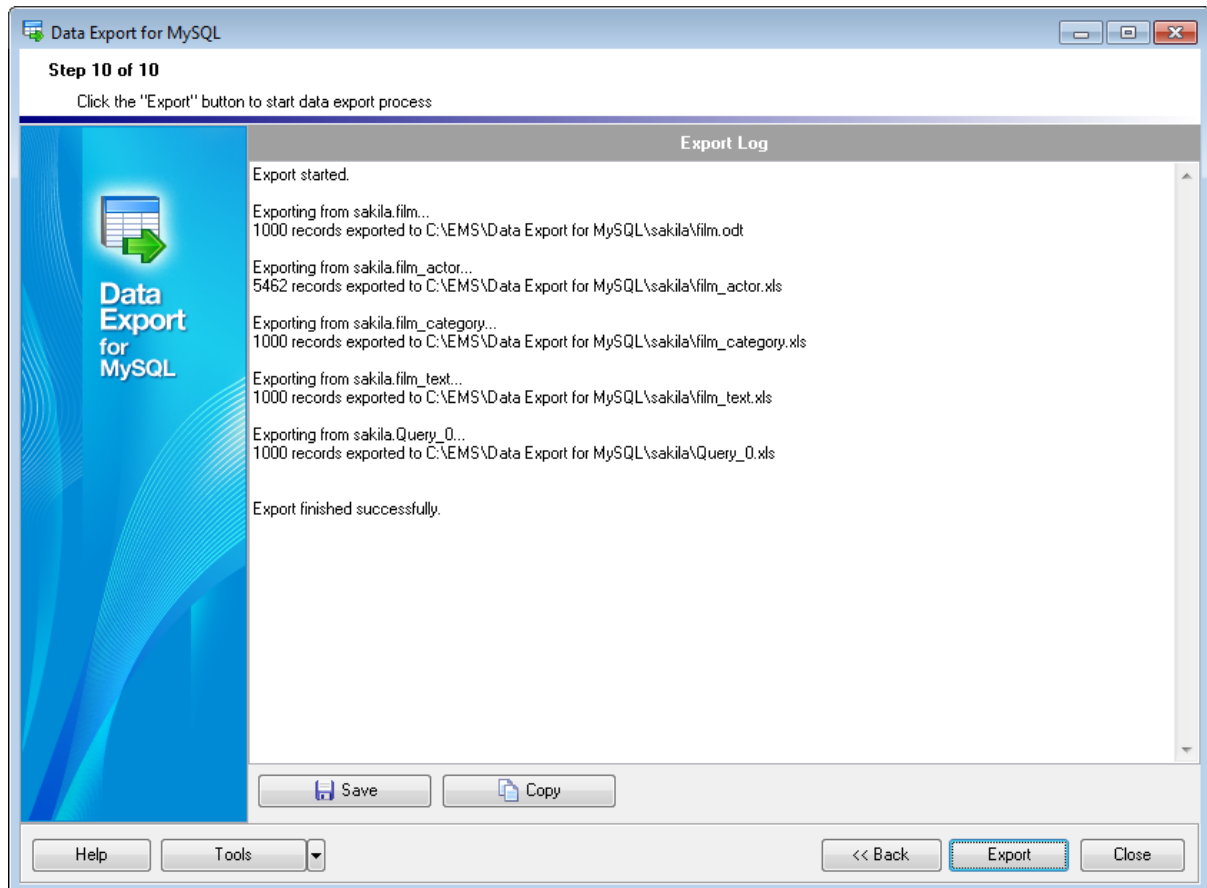 Data Export for MySQL
Step 10 of 10
Click the "Export" button to start data export process
Data
Export
for
MySQL
Export Log
Export started.
Exporting from sakila.film...
1000 records exported to C:\EMS\Data Export for MySQL\sakila\film.odt
Exporting from sakila.film_actor...
5462 records exported to C:\EMS\Data Export for MySQL\sakila\film_actor.xls
Exporting from sakila.film_category...
1000 records exported to C:\EMS\Data Export for MySQL\sakila\film_category.xls
Exporting from sakila.film_text...
1000 records exported to C:\EMS\Data Export for MySQL\sakila\film_text.xls
Exporting from sakila.Query_0...
1000 records exported to C:\EMS\Data Export for MySQL\sakila\Query_0.xls
Export finished successfully.
Save Copy
Help Tools << Back Export Close